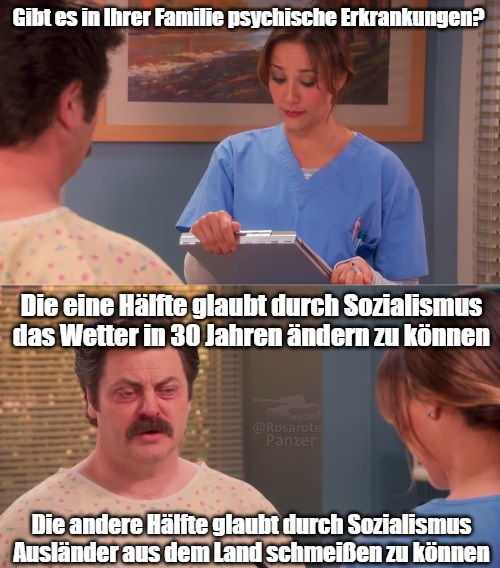 Gibt es in Ihrer Familie psychische Erkrankungen?
Die eine Hälfte glaubt durch Sozialismus
das Wetter in 30 Jahren ändern zu können
@Rosarote
Panzer
Die andere Hälfte glaubt durch Sozialismus
Ausländer aus dem Land schmeißen zu können